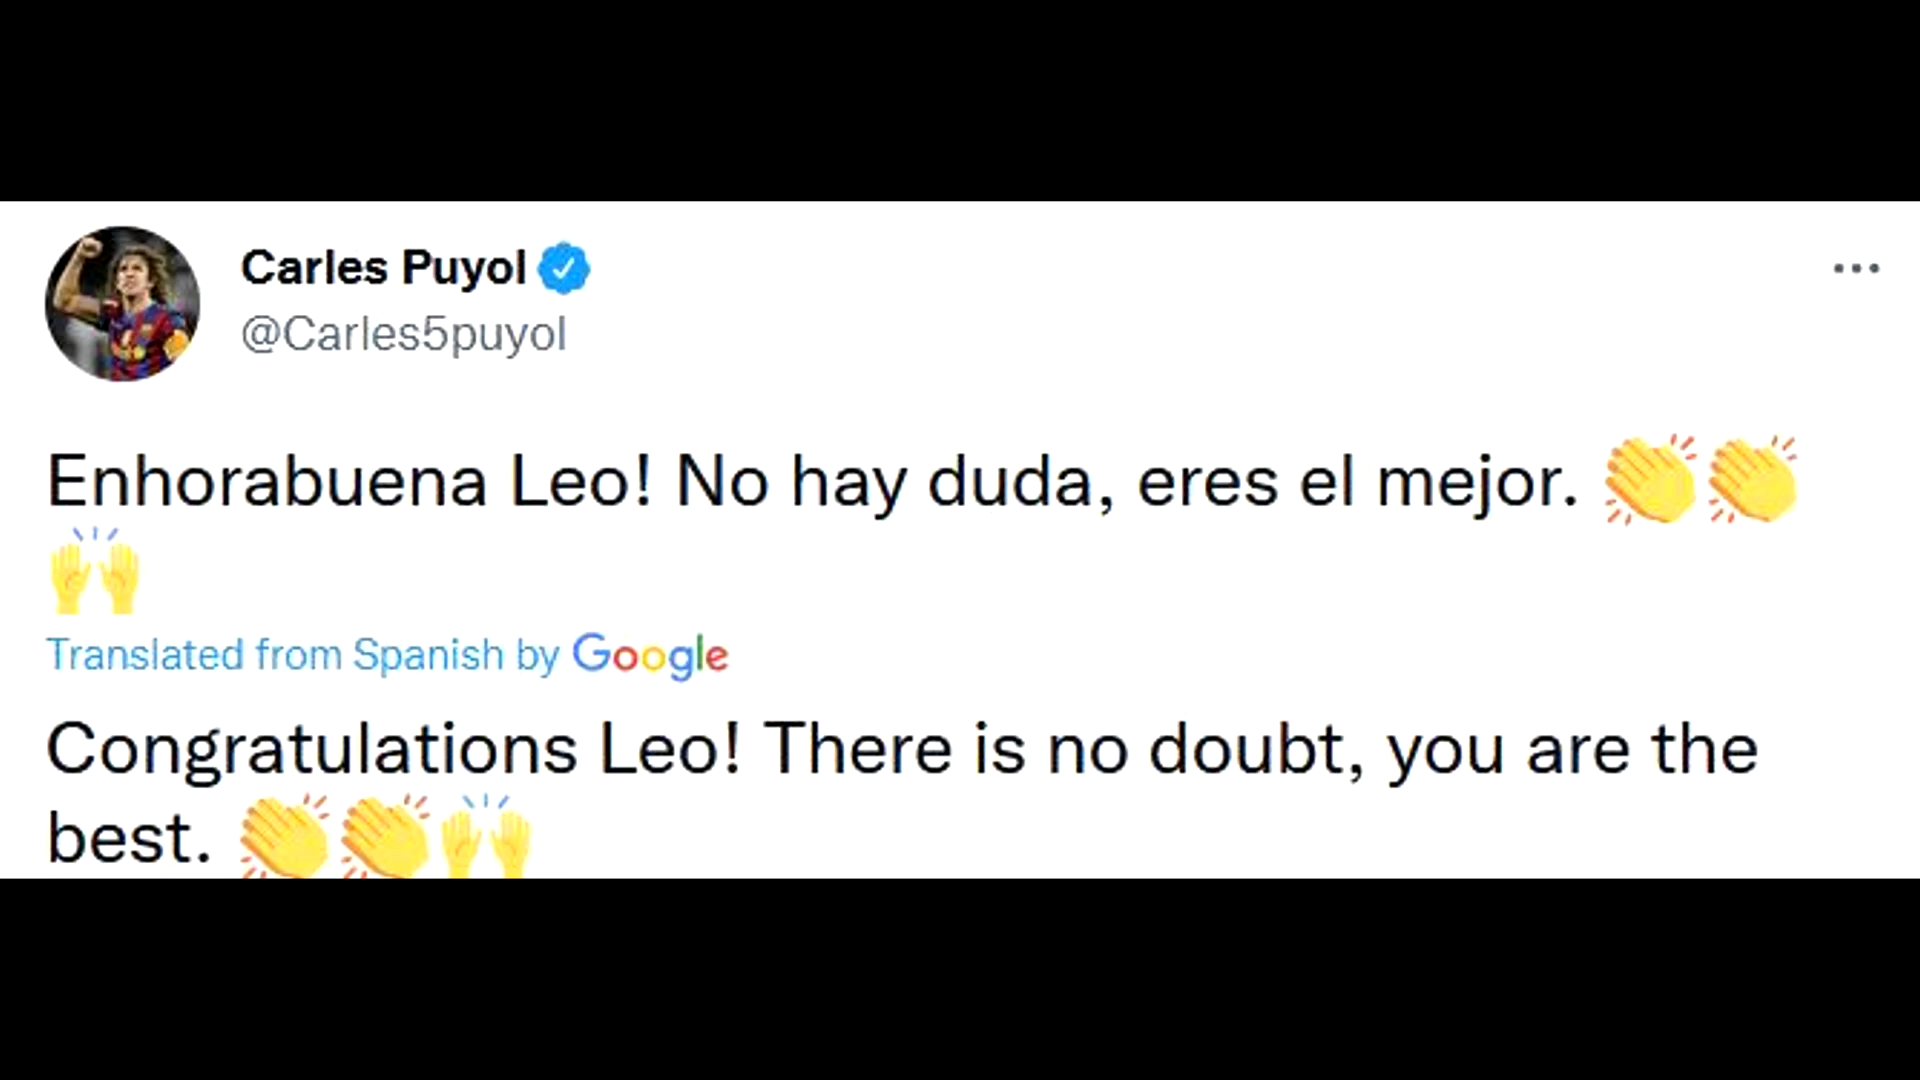 Carles Puyol
@Carles5puyol
Enhorabuena Leo! No hay duda, eres el mejor. 👏👏
🙌
Translated from Spanish by Google
Congratulations Leo! There is no doubt, you are the
best. 👏👏🙌